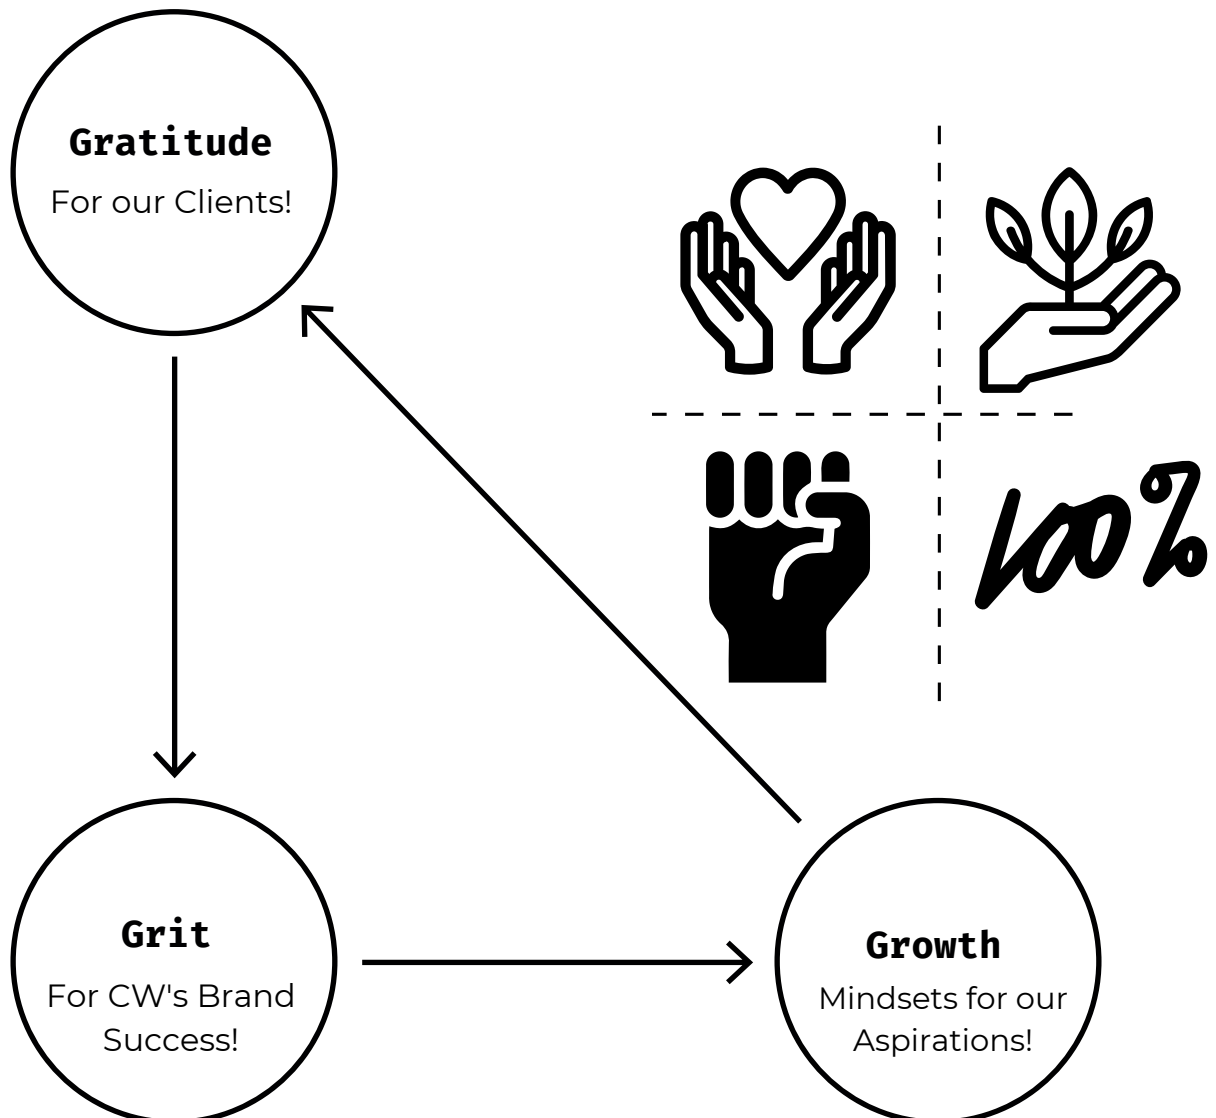 Gratitude
For our Clients!
100%
Grit
For CW's Brand
Success!
Growth
Mindsets for our
Aspirations!